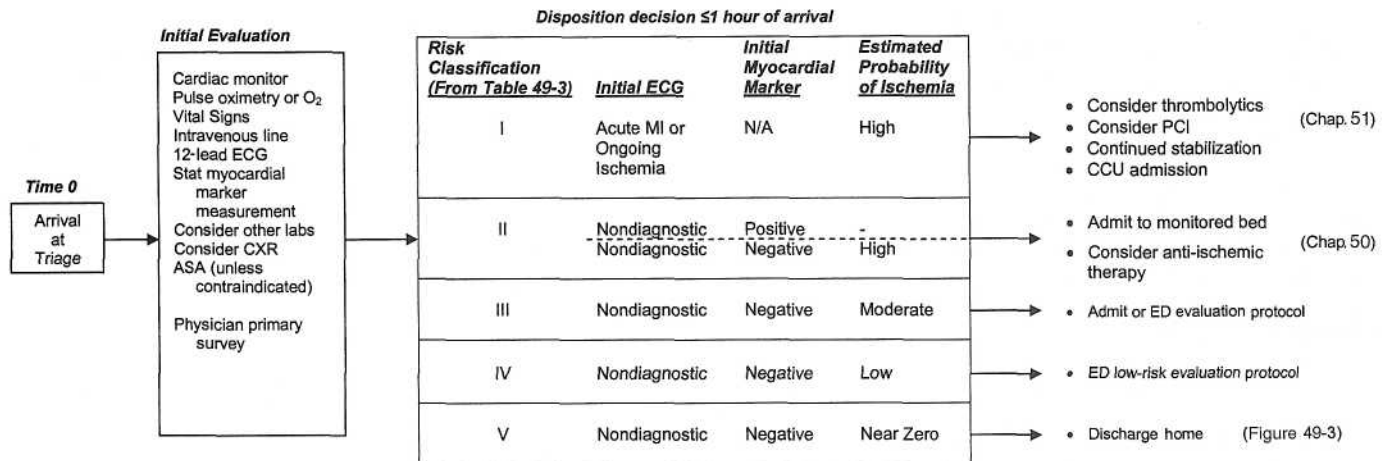 Disposition decision ≤1 hour of arrival
Initial Evaluation
Cardiac monitor
Pulse oximetry or O₂
Vital Signs
Intravenous line
12-lead ECG
Stat myocardial
marker
measurement
Consider other labs
Consider CXR
ASA (unless
contraindicated)
Physician primary
survey
Time 0
Arrival
at
Triage
Risk
Classification
(From Table 49-3)
Initial ECG
Initial
Myocardial
Marker
Estimated
Probability
of Ischemia
I
Acute MI or
Ongoing
Ischemia
N/A
High
• Consider thrombolytics
• Consider PCI
• Continued stabilization
• CCU admission
(Chap. 51)
II
Nondiagnostic Positive -
Nondiagnostic Negative High
• Admit to monitored bed
• Consider anti-ischemic
therapy
(Chap. 50)
III Nondiagnostic Negative Moderate
• Admit or ED evaluation protocol
IV Nondiagnostic Negative Low
• ED low-risk evaluation protocol
V Nondiagnostic Negative Near Zero
• Discharge home (Figure 49-3)